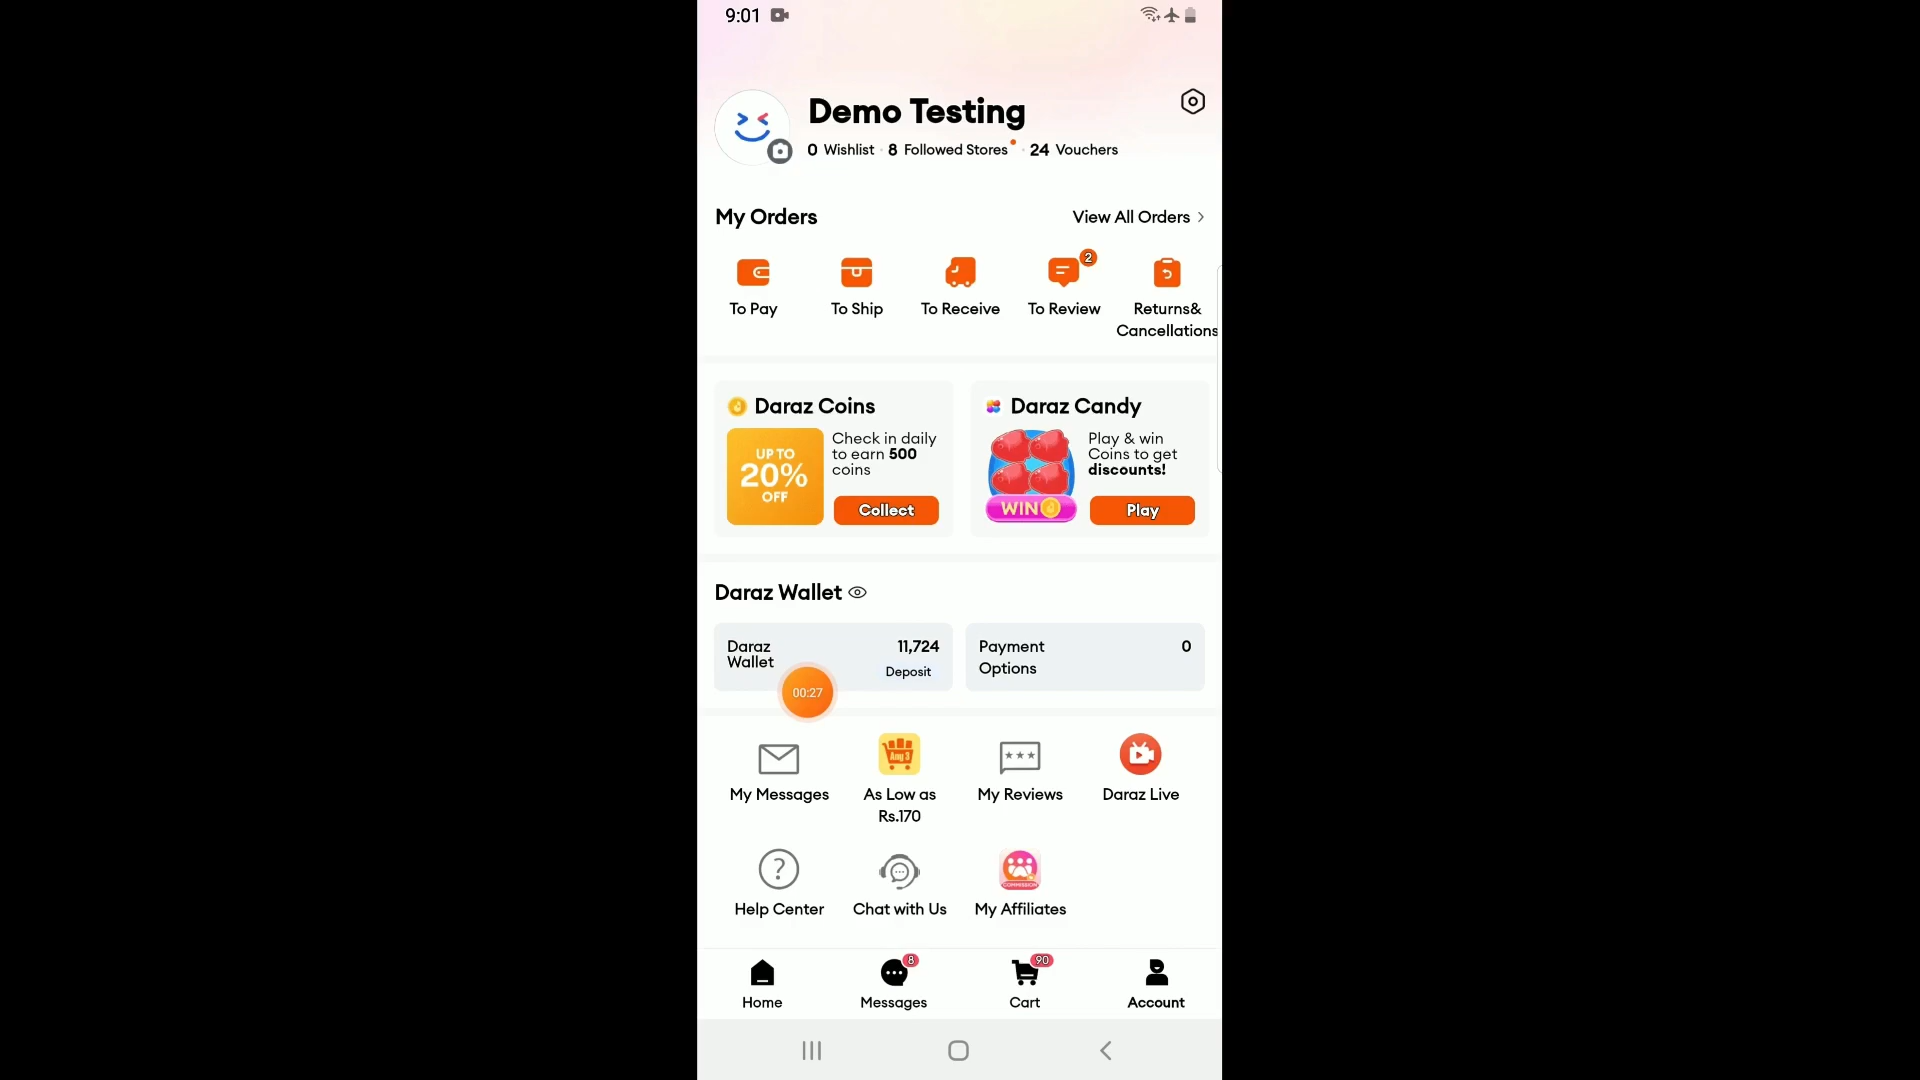 9:01
Demo Testing
0 Wishlist · 8 Followed Stores · 24 Vouchers
My Orders
View All Orders
2
To Pay
To Ship
To Receive
To Review
Returns&
Cancellations
Daraz Coins
UP TO
20%
OFF
Check in daily
to earn 500
coins
Collect
Daraz Candy
WIN
Play & win
Coins to get
discounts!
Play
Daraz Wallet
Daraz
Wallet
11,724
Deposit
Payment
Options
0
00:27
My Messages
Any 3
As Low as
Rs.170
My Reviews
Daraz Live
?
Help Center
Chat with Us
COMMISSION
My Affiliates
8
90
Home
Messages
Cart
Account